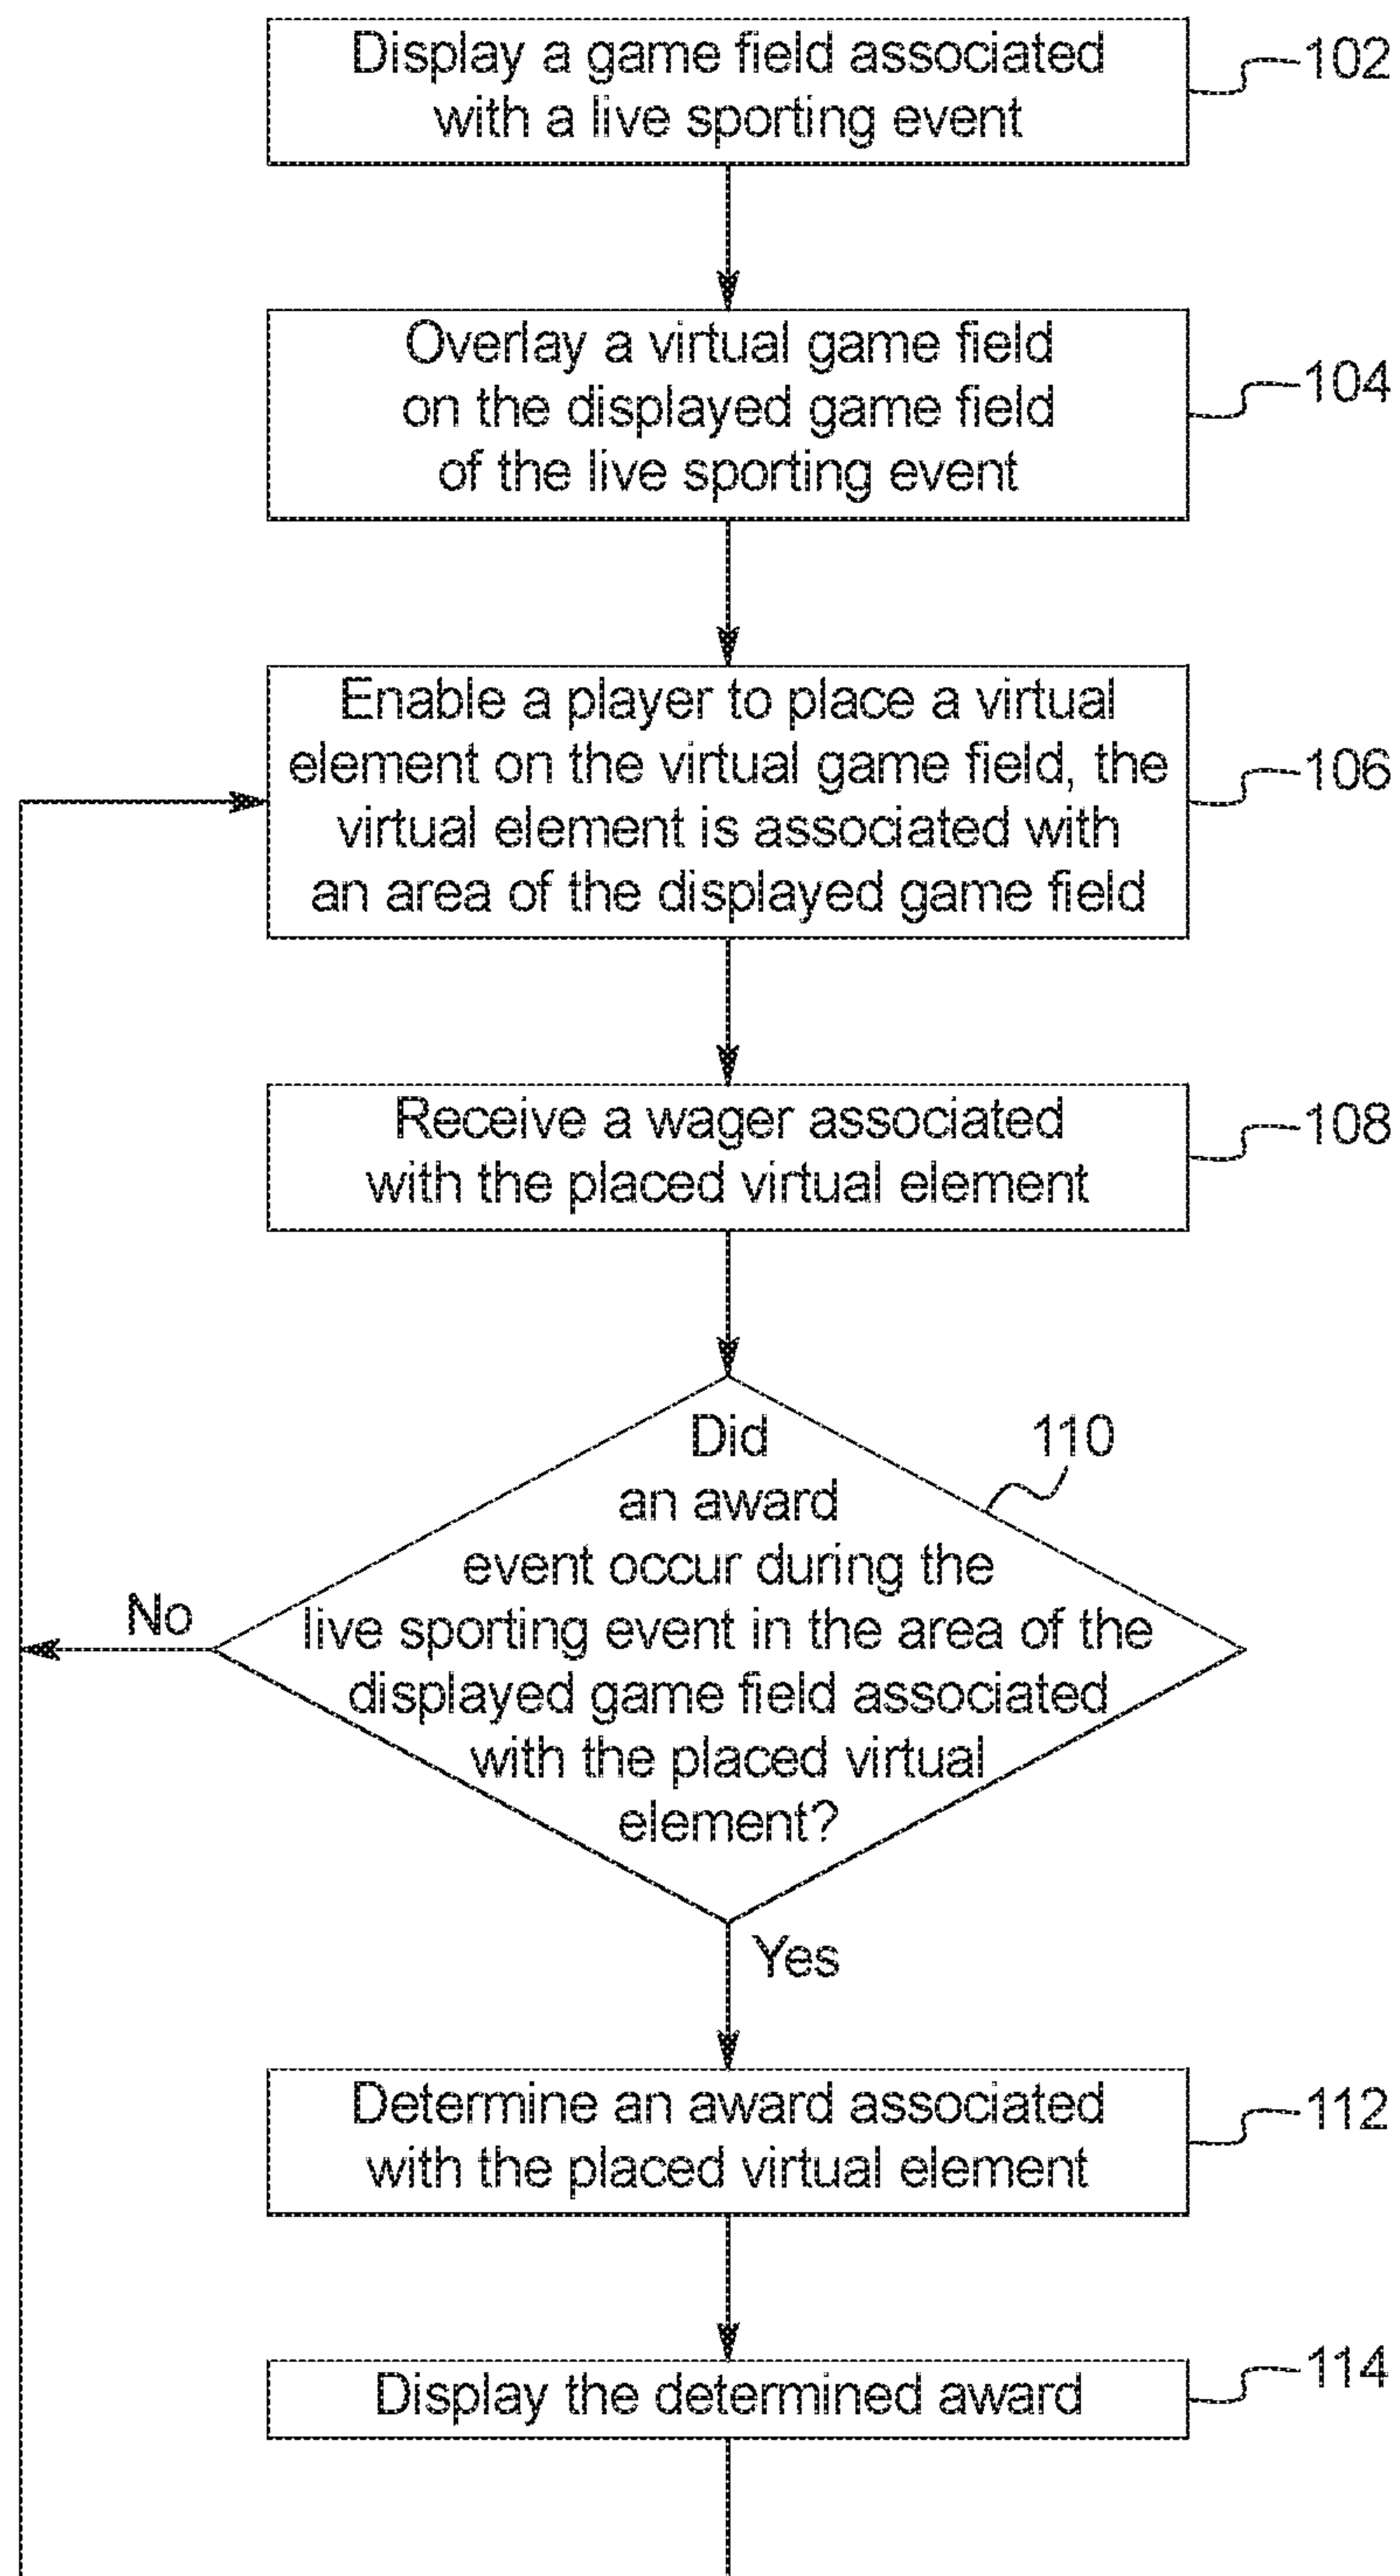 Display a game field associated
with a live sporting event
102
Overlay a virtual game field
on the displayed game field
of the live sporting event
104
Enable a player to place a virtual
element on the virtual game field, the
virtual element is associated with
an area of the displayed game field
106
Receive a wager associated
with the placed virtual element
108
Did
an award
event occur during the
live sporting event in the area of the
displayed game field associated
with the placed virtual
element?
110
No
Yes
Determine an award associated
with the placed virtual element
112
Display the determined award
114